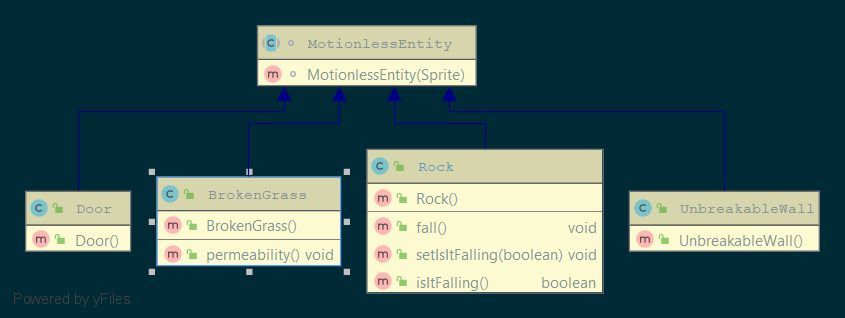 MotionlessEntity
MotionlessEntity(Sprite)
Door
Door()
BrokenGrass
BrokenGrass()
permeability() void
Rock
Rock()
fall() void
setIsItFalling(boolean) void
isItFalling() boolean
UnbreakableWall
UnbreakableWall()
Powered by yFiles